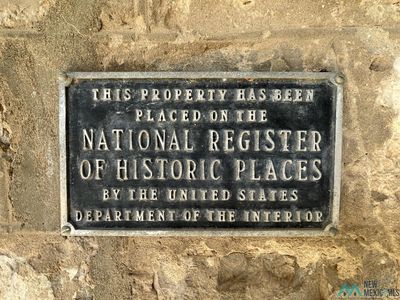 THIS PROPERTY HAS BEEN
PLACED ON THE
NATIONAL REGISTER
OF HISTORIC PLACES
BY THE UNITED STATES
DEPARTMENT OF THE INTERIOR
NEW
MEXICO MLS